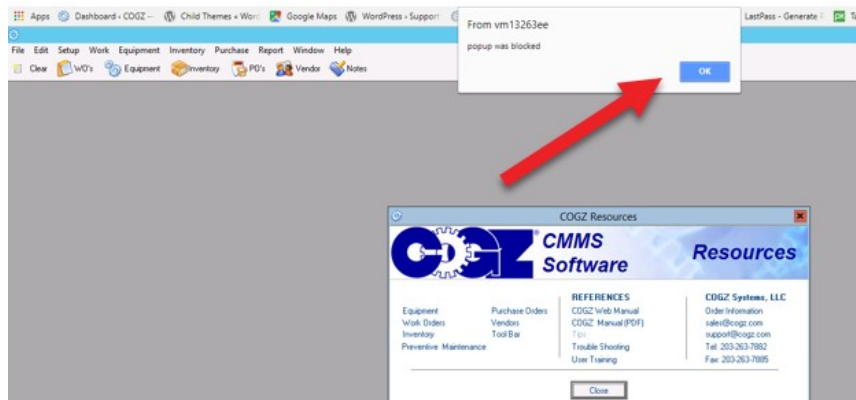 Apps Dashboard ‹ COGZ — Child Themes « Word Google Maps WordPress › Support LastPass - Generate
From vm13263ee
popup was blocked
OK
File Edit Setup Work Equipment Inventory Purchase Report Window Help
Clear WO's Equipment Inventory PO's Vendor Notes
COGZ Resources
COGZ CMMS Software Resources
REFERENCES COGZ Systems, LLC
Equipment Purchase Orders COGZ Web Manual Order Information
Work Orders Vendors COGZ Manual (PDF) sales@cogz.com
Inventory Tool Bar Tips support@cogz.com
Preventive Maintenance Trouble Shooting Tel: 203-263-7882
User Training Fax: 203-263-7885
Close